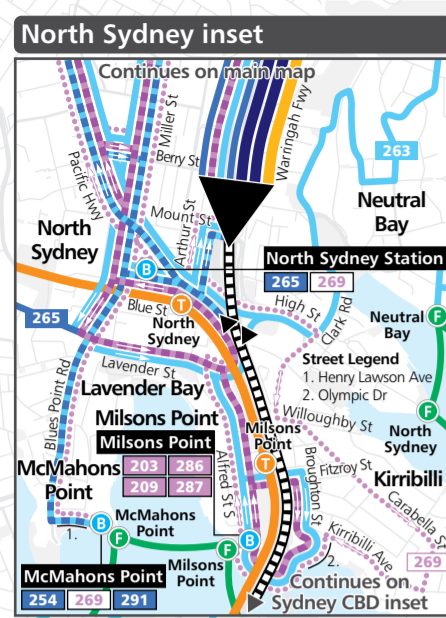 North Sydney inset
Continues on main map
Miller St
Warringah Fwy
Pacific Hwy
Berry St
263
Mount St
Arthur St
Neutral
Bay
North
Sydney
B
North Sydney Station
265 269
T
High St
265
Blue St
North
Sydney
Clark Rd
Neutral
Bay
F
Street Legend
1. Henry Lawson Ave
2. Olympic Dr
Lavender St
Blues Point Rd
Lavender Bay
Milsons Point
Willoughby St
F
North
Sydney
Milsons Point
203 286
209 287
Milsons
Point
T
McMahons
Point
Alfred St S
Broughton St
Fitzroy St
Kirribilli
Carabella St
B
McMahons
Point
1.
F
F
B
Kirribilli Ave
2.
269
Milsons
Point
McMahons Point
254 269 291
Continues on
Sydney CBD inset